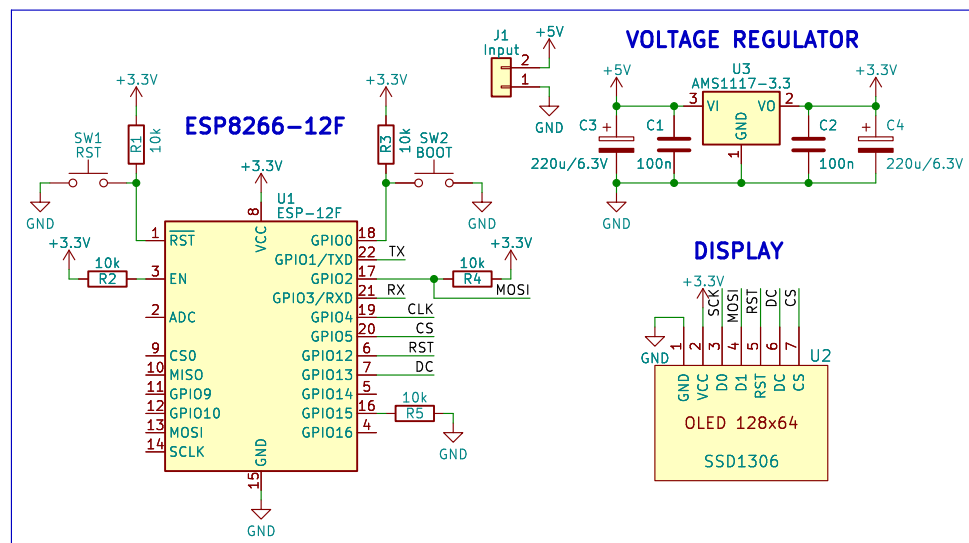 J1
Input
+5V
2
1
GND
VOLTAGE REGULATOR
+5V
U3
AMS1117-3.3
+3.3V
3
VI
VO
2
GND
1
C3
+
220u/6.3V
C1
100n
C2
100n
C4
+
220u/6.3V
GND
+3.3V
R1
10k
SW1
RST
GND
ESP8266-12F
+3.3V
R3
10k
SW2
BOOT
GND
+3.3V
8
U1
ESP-12F
VCC
1
RST
+3.3V
10k
R2
3
EN
2
ADC
9
CS0
10
MISO
11
GPIO9
12
GPIO10
13
MOSI
14
SCLK
GND
15
GND
GPIO0
18
GPIO1/TXD
22
TX
GPIO2
17
10k
R4
+3.3V
MOSI
GPIO3/RXD
21
RX
GPIO4
19
CLK
GPIO5
20
CS
GPIO12
6
RST
GPIO13
7
DC
GPIO14
5
GPIO15
16
10k
R5
GND
GPIO16
4
DISPLAY
+3.3V
SCK
MOSI
RST
DC
CS
GND
1
2
3
4
5
6
7
U2
GND
VCC
D0
D1
RST
DC
CS
OLED 128x64
SSD1306